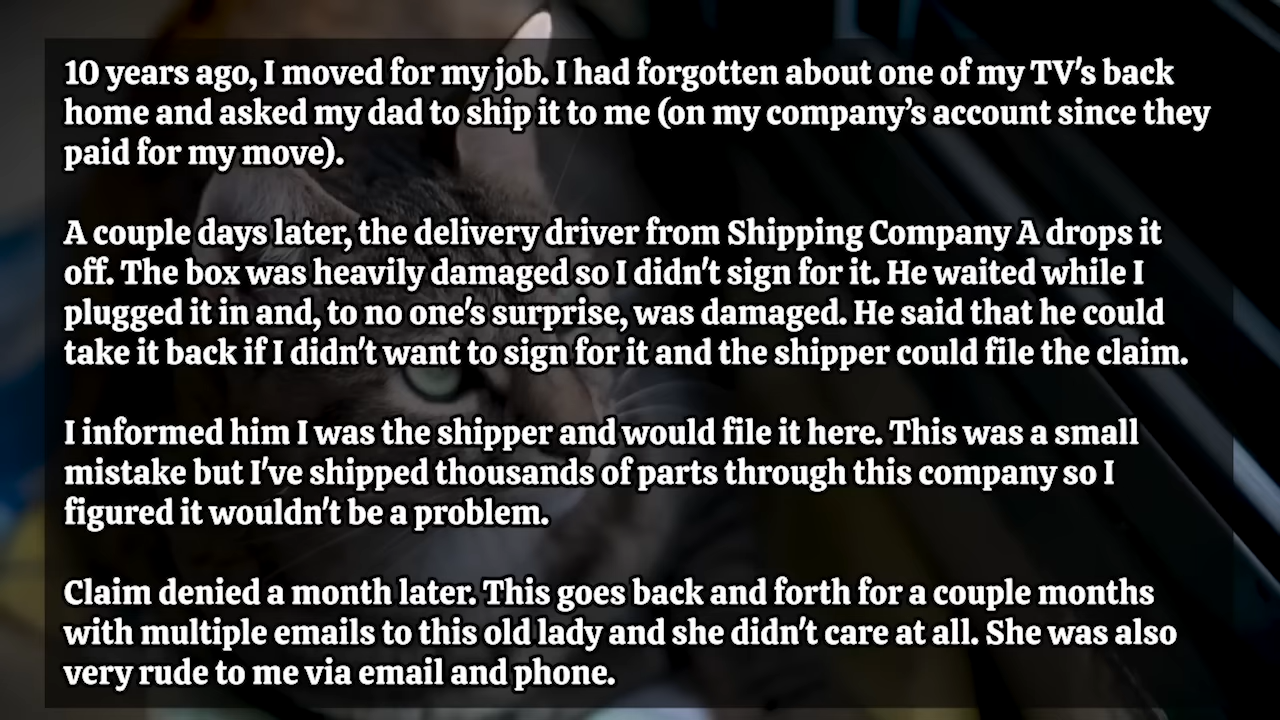 10 years ago, I moved for my job. I had forgotten about one of my TV's back
home and asked my dad to ship it to me (on my company’s account since they
paid for my move).
A couple days later, the delivery driver from Shipping Company A drops it
off. The box was heavily damaged so I didn't sign for it. He waited while I
plugged it in and, to no one's surprise, was damaged. He said that he could
take it back if I didn't want to sign for it and the shipper could file the claim.
I informed him I was the shipper and would file it here. This was a small
mistake but I've shipped thousands of parts through this company so I
figured it wouldn't be a problem.
Claim denied a month later. This goes back and forth for a couple months
with multiple emails to this old lady and she didn't care at all. She was also
very rude to me via email and phone.